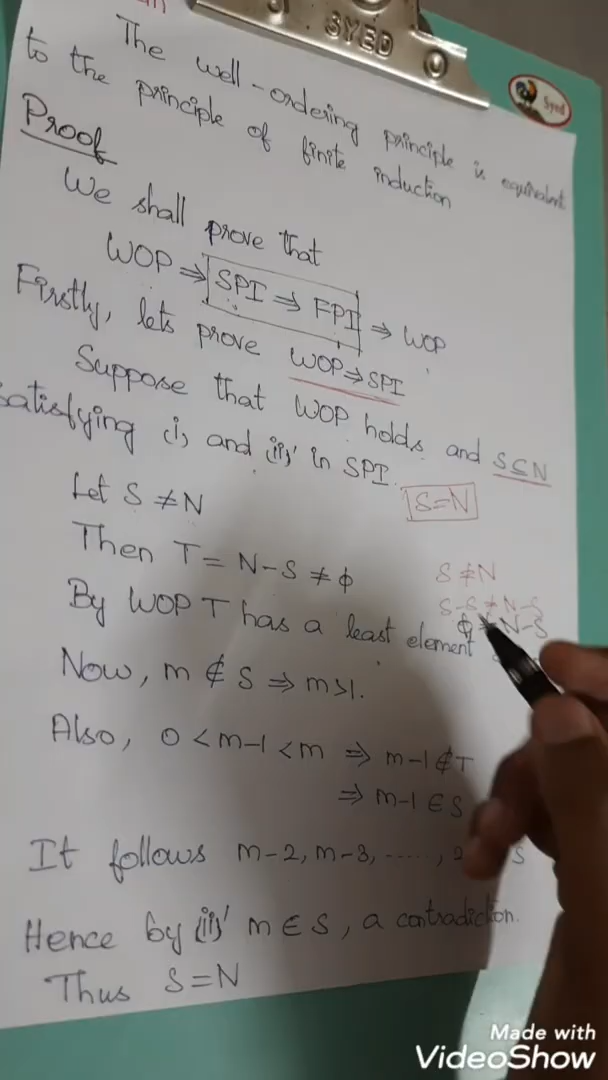 SYED
Syed
The well-ordering principle is equivalent
to the principle of finite induction
Proof
We shall prove that
WOP ⇒ SPI ⇒ FPI ⇒ WOP
Firstly, lets prove WOP ⇒ SPI
Suppose that WOP holds and S ⊆ N
satisfying (i) and (ii)' in SPI.
S = N
Let S ≠ N
Then T = N - S ≠ ϕ
S ≠ N
S - S ≠ N - S
ϕ ≠ N - S
By WOP T has a least element
Now, m ∉ S ⇒ m > 1.
Also, 0 < m-1 < m ⇒ m-1 ∉ T
⇒ m-1 ∈ S
It follows m-2, m-3, ....., 2 S
Hence by (ii)' m ∈ S, a contradiction.
Thus S = N
Made with
VideoShow